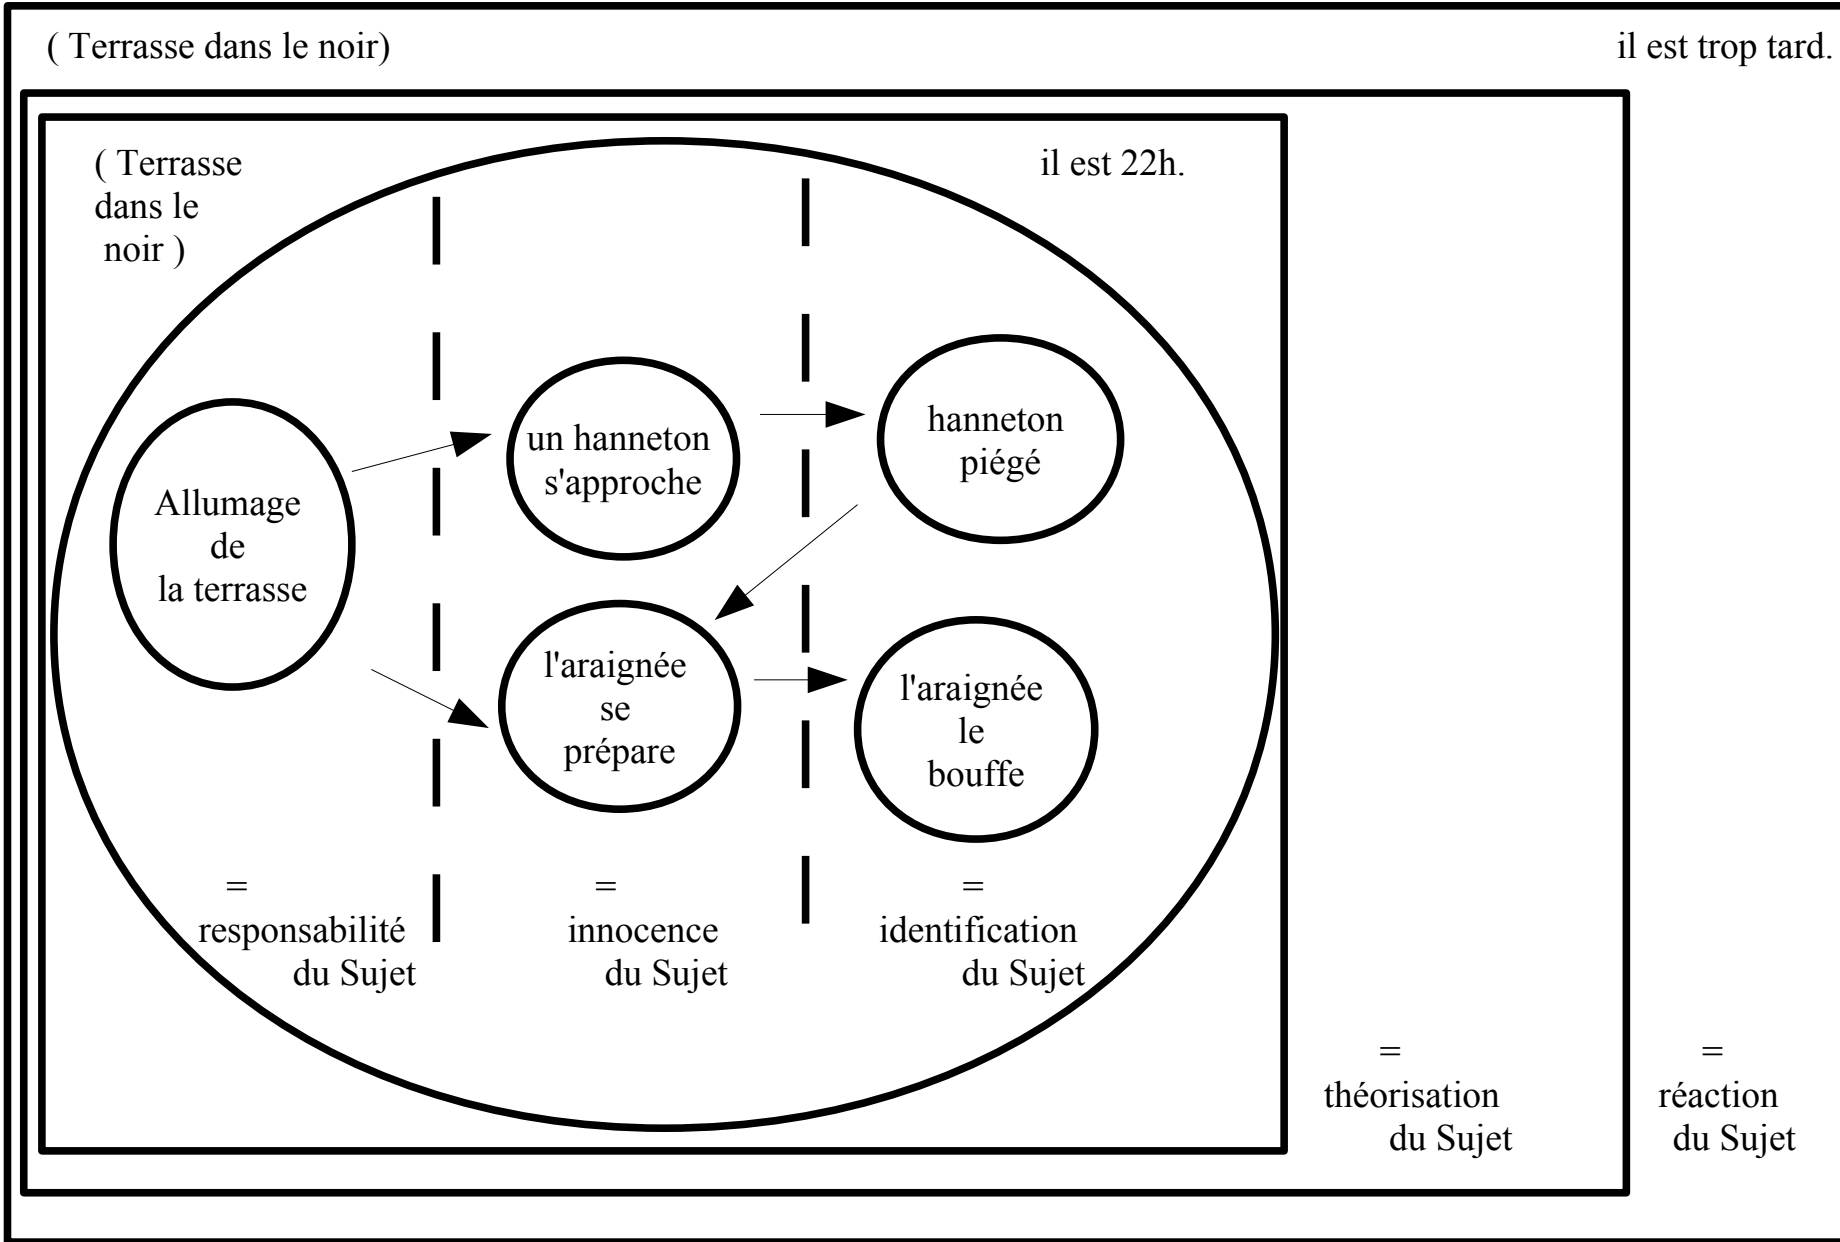 ( Terrasse dans le noir)
il est trop tard.
( Terrasse
dans le
noir )
il est 22h.
Allumage
de
la terrasse
un hanneton
s'approche
hanneton
piégé
l'araignée
se
prépare
l'araignée
le
bouffe
=
responsabilité
du Sujet
=
innocence
du Sujet
=
identification
du Sujet
=
théorisation
du Sujet
=
réaction
du Sujet